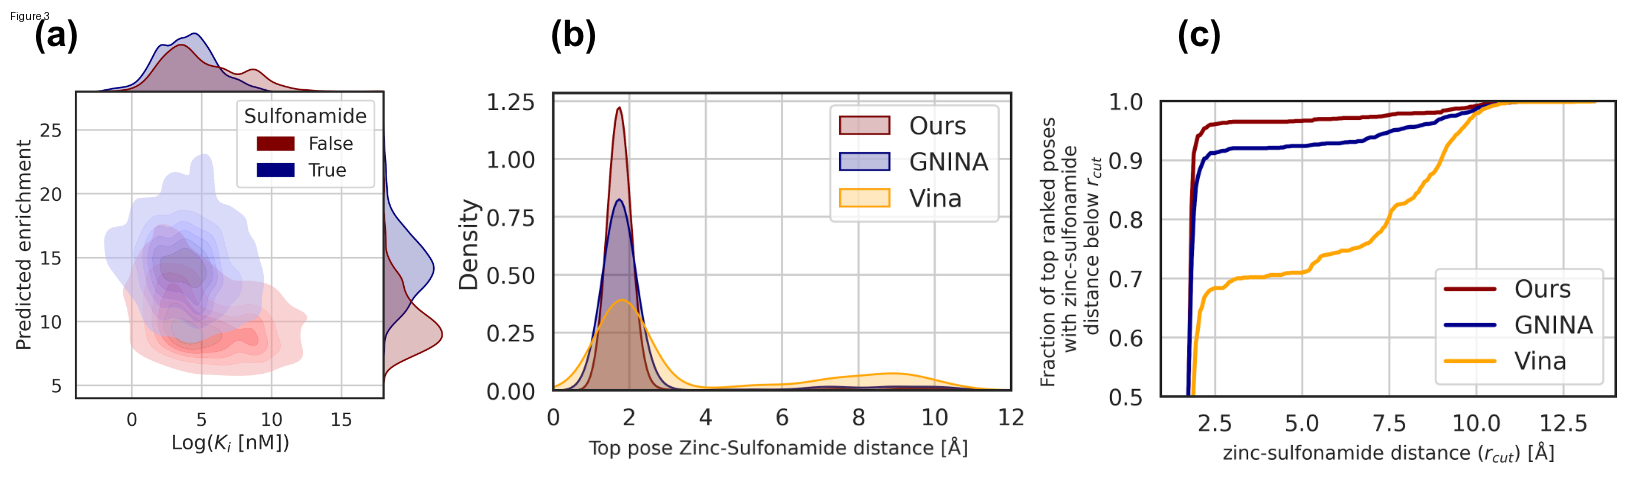 Figure 3
(a)
Sulfonamide
False
True
25
20
15
10
5
Predicted enrichment
0
5
10
15
Log(K_i [nM])
(b)
1.25
1.00
0.75
0.50
0.25
0.00
Density
Ours
GNINA
Vina
0
2
4
6
8
10
12
Top pose Zinc-Sulfonamide distance [Å]
(c)
1.0
0.9
0.8
0.7
0.6
0.5
Fraction of top ranked poses
with zinc-sulfonamide
distance below r_cut
Ours
GNINA
Vina
2.5
5.0
7.5
10.0
12.5
zinc-sulfonamide distance (r_cut) [Å]